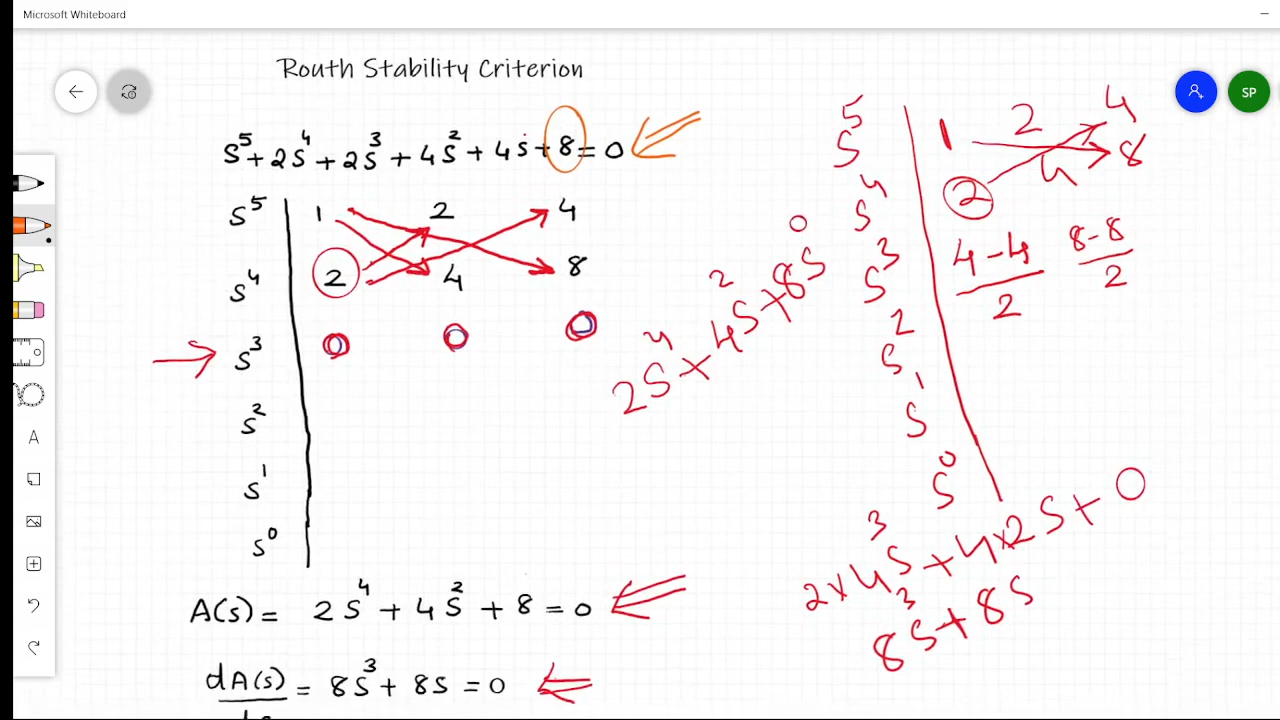 Microsoft Whiteboard
Routh Stability Criterion
SP
S⁵ + 2S⁴ + 2S³ + 4S² + 4S + 8 = 0
S⁵ 1 2 4
S⁴ 2 4 8
S³ 0 0 0
S²
S¹
S⁰
A(s) = 2S⁴ + 4S² + 8 = 0
dA(s) = 8S³ + 8S = 0
2S⁴ + 4S² + 8S⁰
S⁵ 1 2 4
S⁴ 2 4 8
S³ 4-4/2 8-8/2
S²
S¹
S⁰
2×4S³ + 4×2S + 0
8S³ + 8S
A